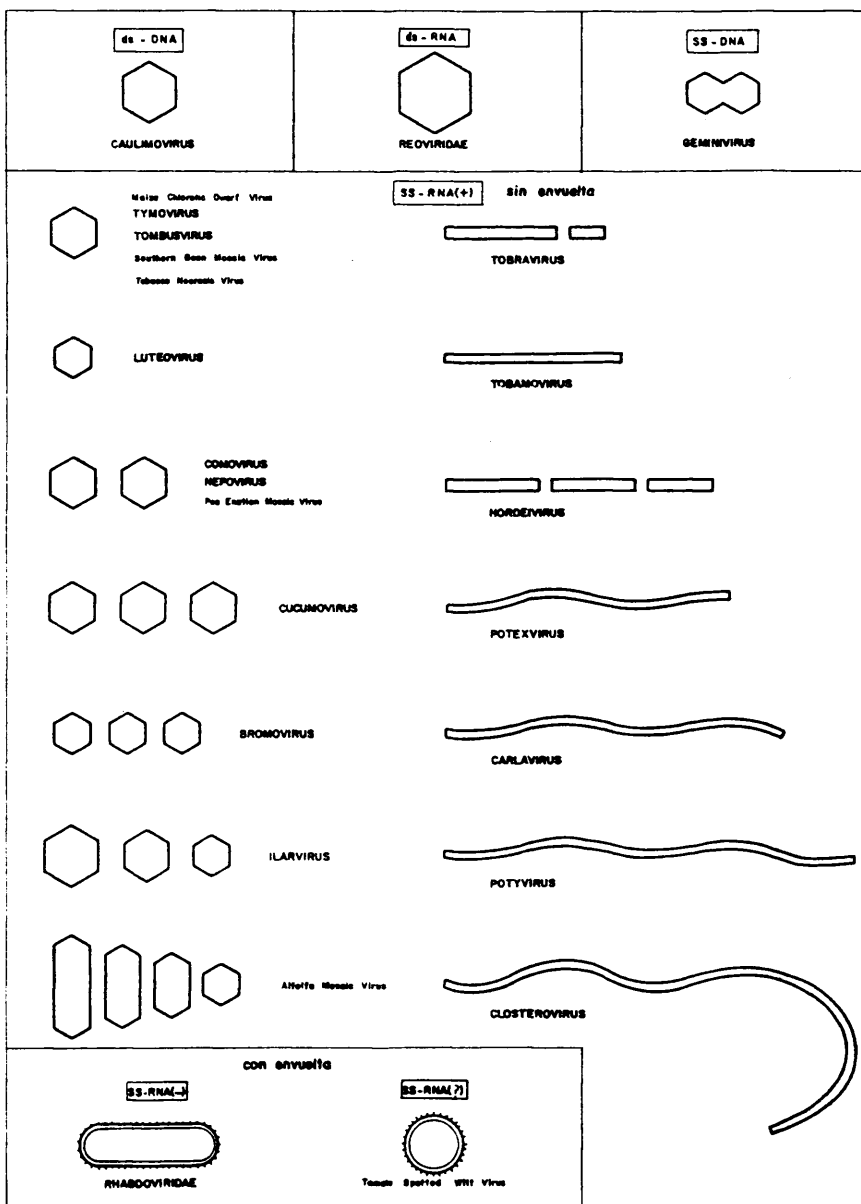 ds - DNA
CAULIMOVIRUS
ds - RNA
REOVIRIDAE
SS - DNA
GEMINIVIRUS
SS - RNA(+) sin envuelta
Maize Chlorotic Dwarf Virus
TYMOVIRUS
TOMBUSVIRUS
Southern Bean Mosaic Virus
Tobacco Necrosis Virus
TOBRAVIRUS
LUTEOVIRUS
TOBAMOVIRUS
COMOVIRUS
NEPOVIRUS
Pea Enation Mosaic Virus
HORDEIVIRUS
CUCUMOVIRUS
POTEXVIRUS
BROMOVIRUS
CARLAVIRUS
ILARVIRUS
POTYVIRUS
Alfalfa Mosaic Virus
CLOSTEROVIRUS
con envuelta
SS-RNA(-)
RHABDOVIRIDAE
SS-RNA(?)
Tomato Spotted Wilt Virus